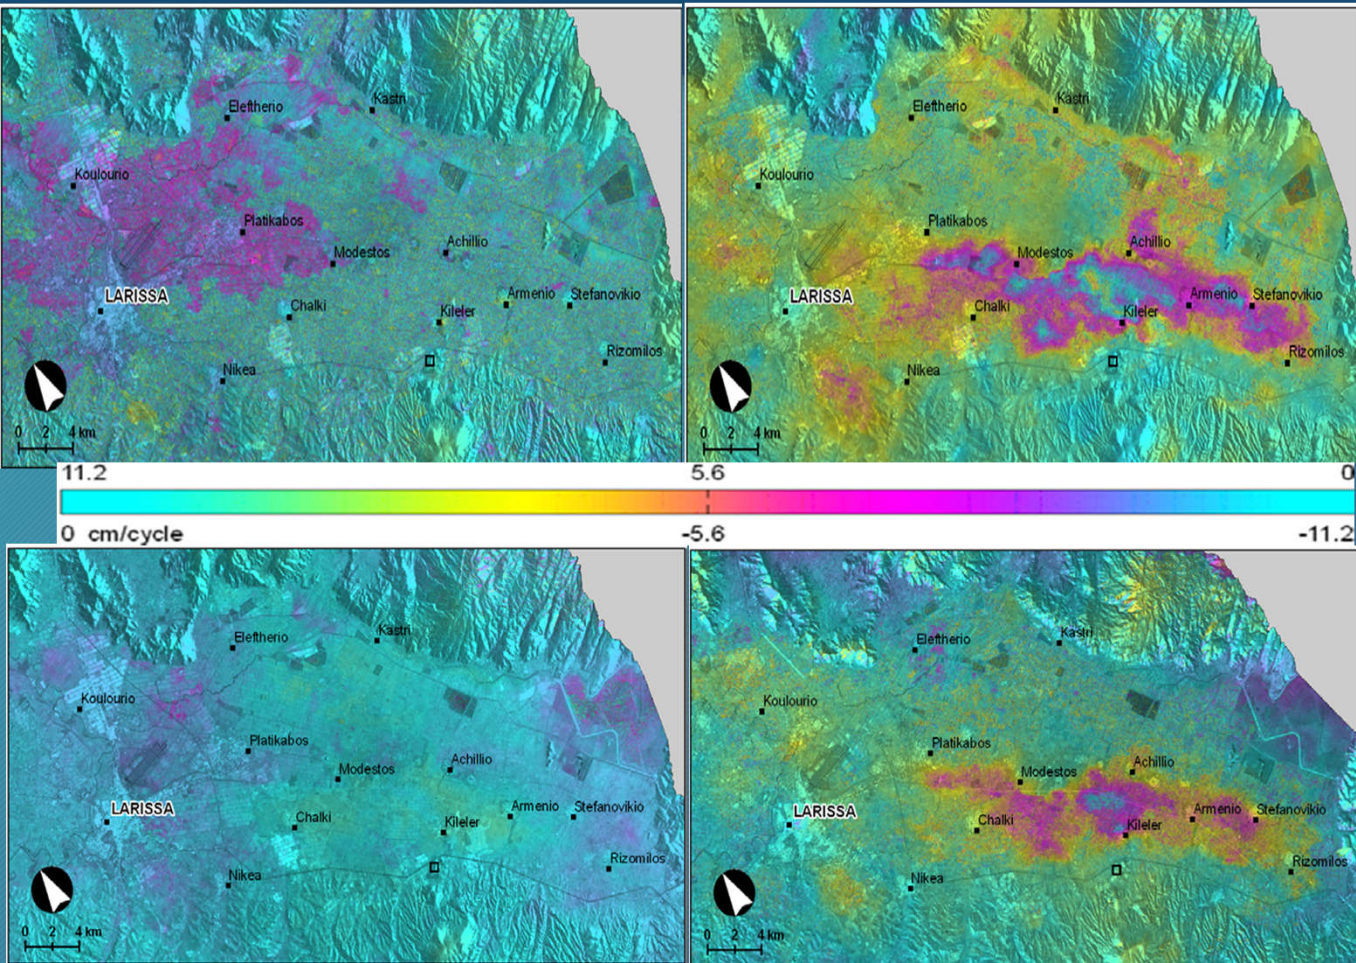 Kastri
Eleftherio
Koulourio
Platikabos
Modestos
Achillio
LARISSA
Chalki
Armenio
Stefanovikio
Kileler
Nikea
Rizomilos
0 2 4 km
Kastri
Eleftherio
Koulourio
Platikabos
Modestos
Achillio
LARISSA
Chalki
Armenio
Stefanovikio
Kileler
Nikea
Rizomilos
0 2 4 km
11.2 5.6 0
0 cm/cycle -5.6 -11.2
Kastri
Eleftherio
Koulourio
Platikabos
Modestos
Achillio
LARISSA
Chalki
Armenio
Stefanovikio
Kileler
Nikea
Rizomilos
0 2 4 km
Kastri
Eleftherio
Koulourio
Platikabos
Modestos
Achillio
LARISSA
Chalki
Armenio
Stefanovikio
Kileler
Nikea
Rizomilos
0 2 4 km